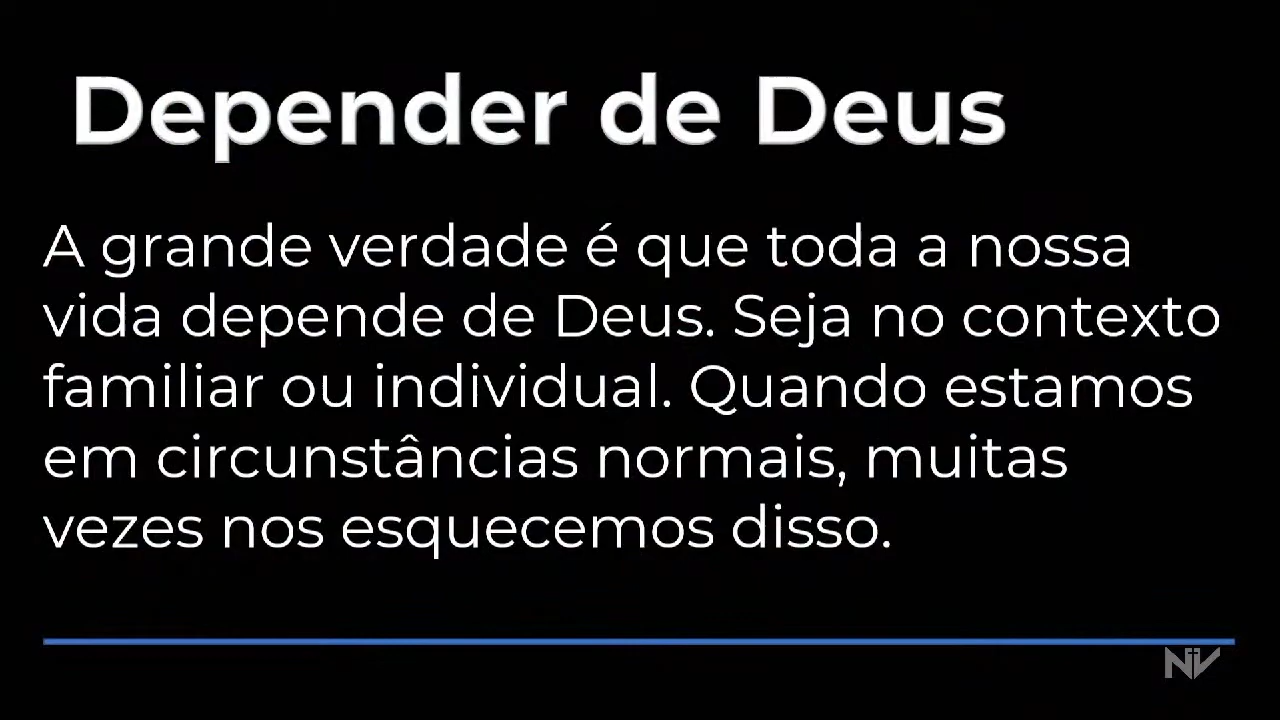 Depender de Deus
A grande verdade é que toda a nossa
vida depende de Deus. Seja no contexto
familiar ou individual. Quando estamos
em circunstâncias normais, muitas
vezes nos esquecemos disso.
NV